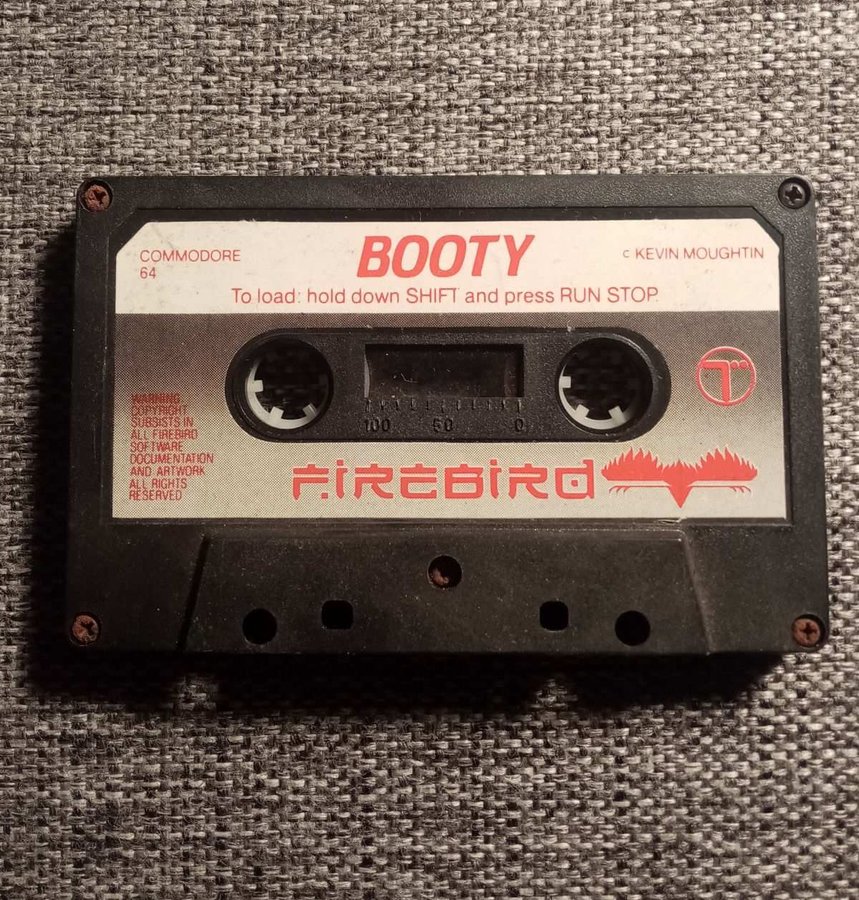 COMMODORE
64
BOOTY
c KEVIN MOUGHTIN
To load: hold down SHIFT and press RUN STOP.
100 50 0
WARNING
COPYRIGHT
SUBSISTS IN
ALL FIREBIRD
SOFTWARE
DOCUMENTATION
AND ARTWORK
ALL RIGHTS
RESERVED
FIREBIRD